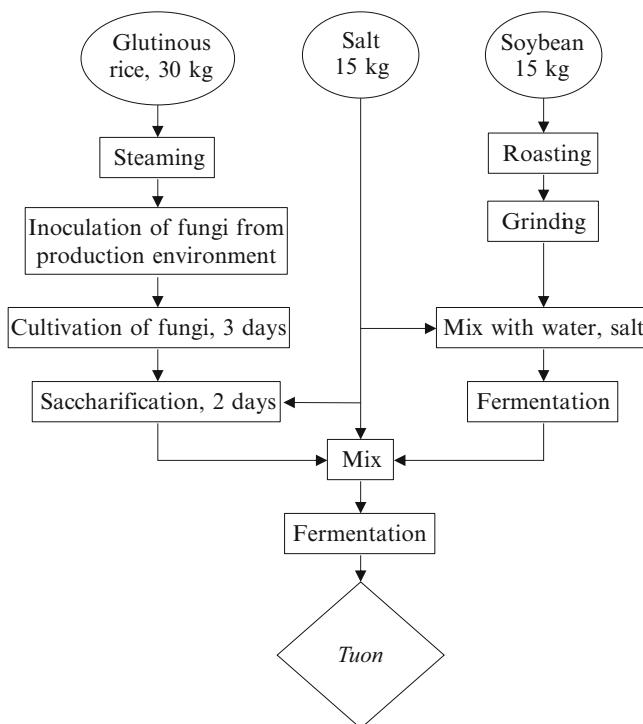 Glutinous
rice, 30 kg
Salt
15 kg
Soybean
15 kg
Steaming
Roasting
Inoculation of fungi from
production environment
Grinding
Cultivation of fungi, 3 days
Mix with water, salt
Saccharification, 2 days
Fermentation
Mix
Fermentation
Tuon